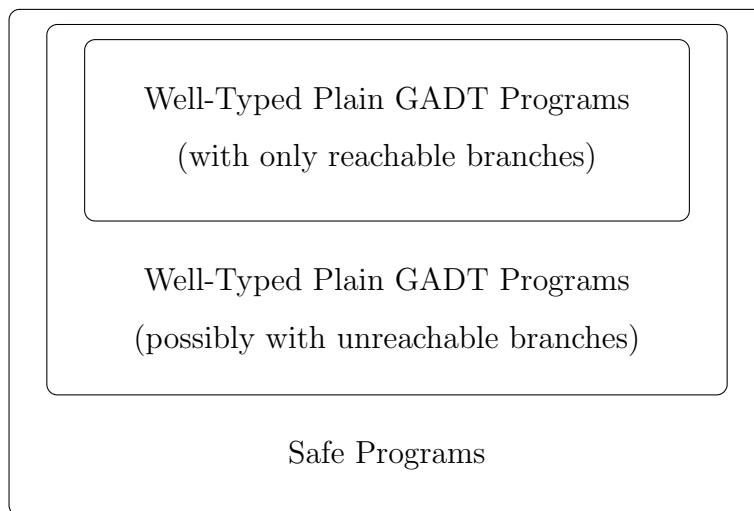 Well-Typed Plain GADT Programs
(with only reachable branches)
Well-Typed Plain GADT Programs
(possibly with unreachable branches)
Safe Programs